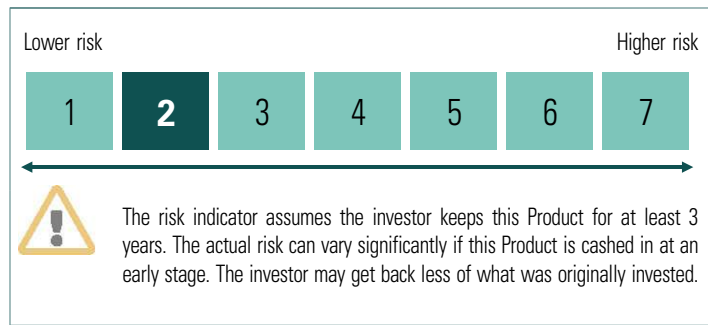 Lower risk Higher risk
1 2 3 4 5 6 7
The risk indicator assumes the investor keeps this Product for at least 3
years. The actual risk can vary significantly if this Product is cashed in at an
early stage. The investor may get back less of what was originally invested.